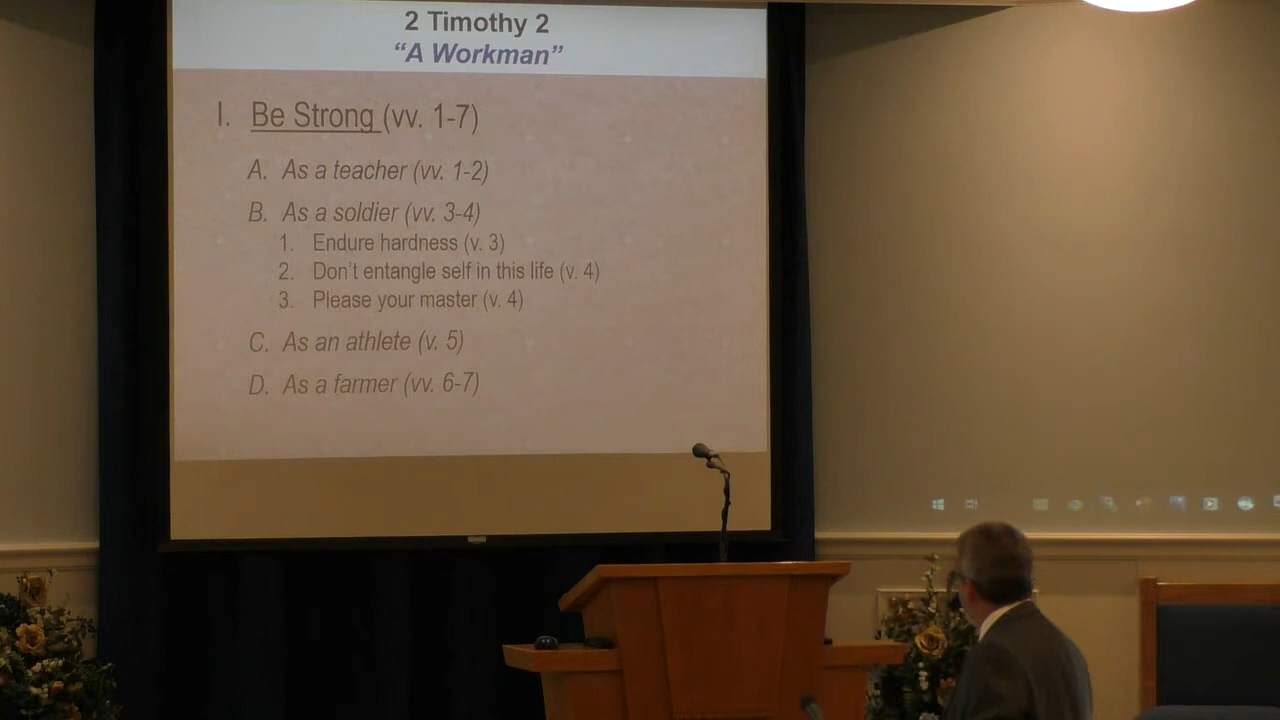 2 Timothy 2
“A Workman”
I. Be Strong (vv. 1-7)
A. As a teacher (vv. 1-2)
B. As a soldier (vv. 3-4)
1. Endure hardness (v. 3)
2. Don’t entangle self in this life (v. 4)
3. Please your master (v. 4)
C. As an athlete (v. 5)
D. As a farmer (vv. 6-7)